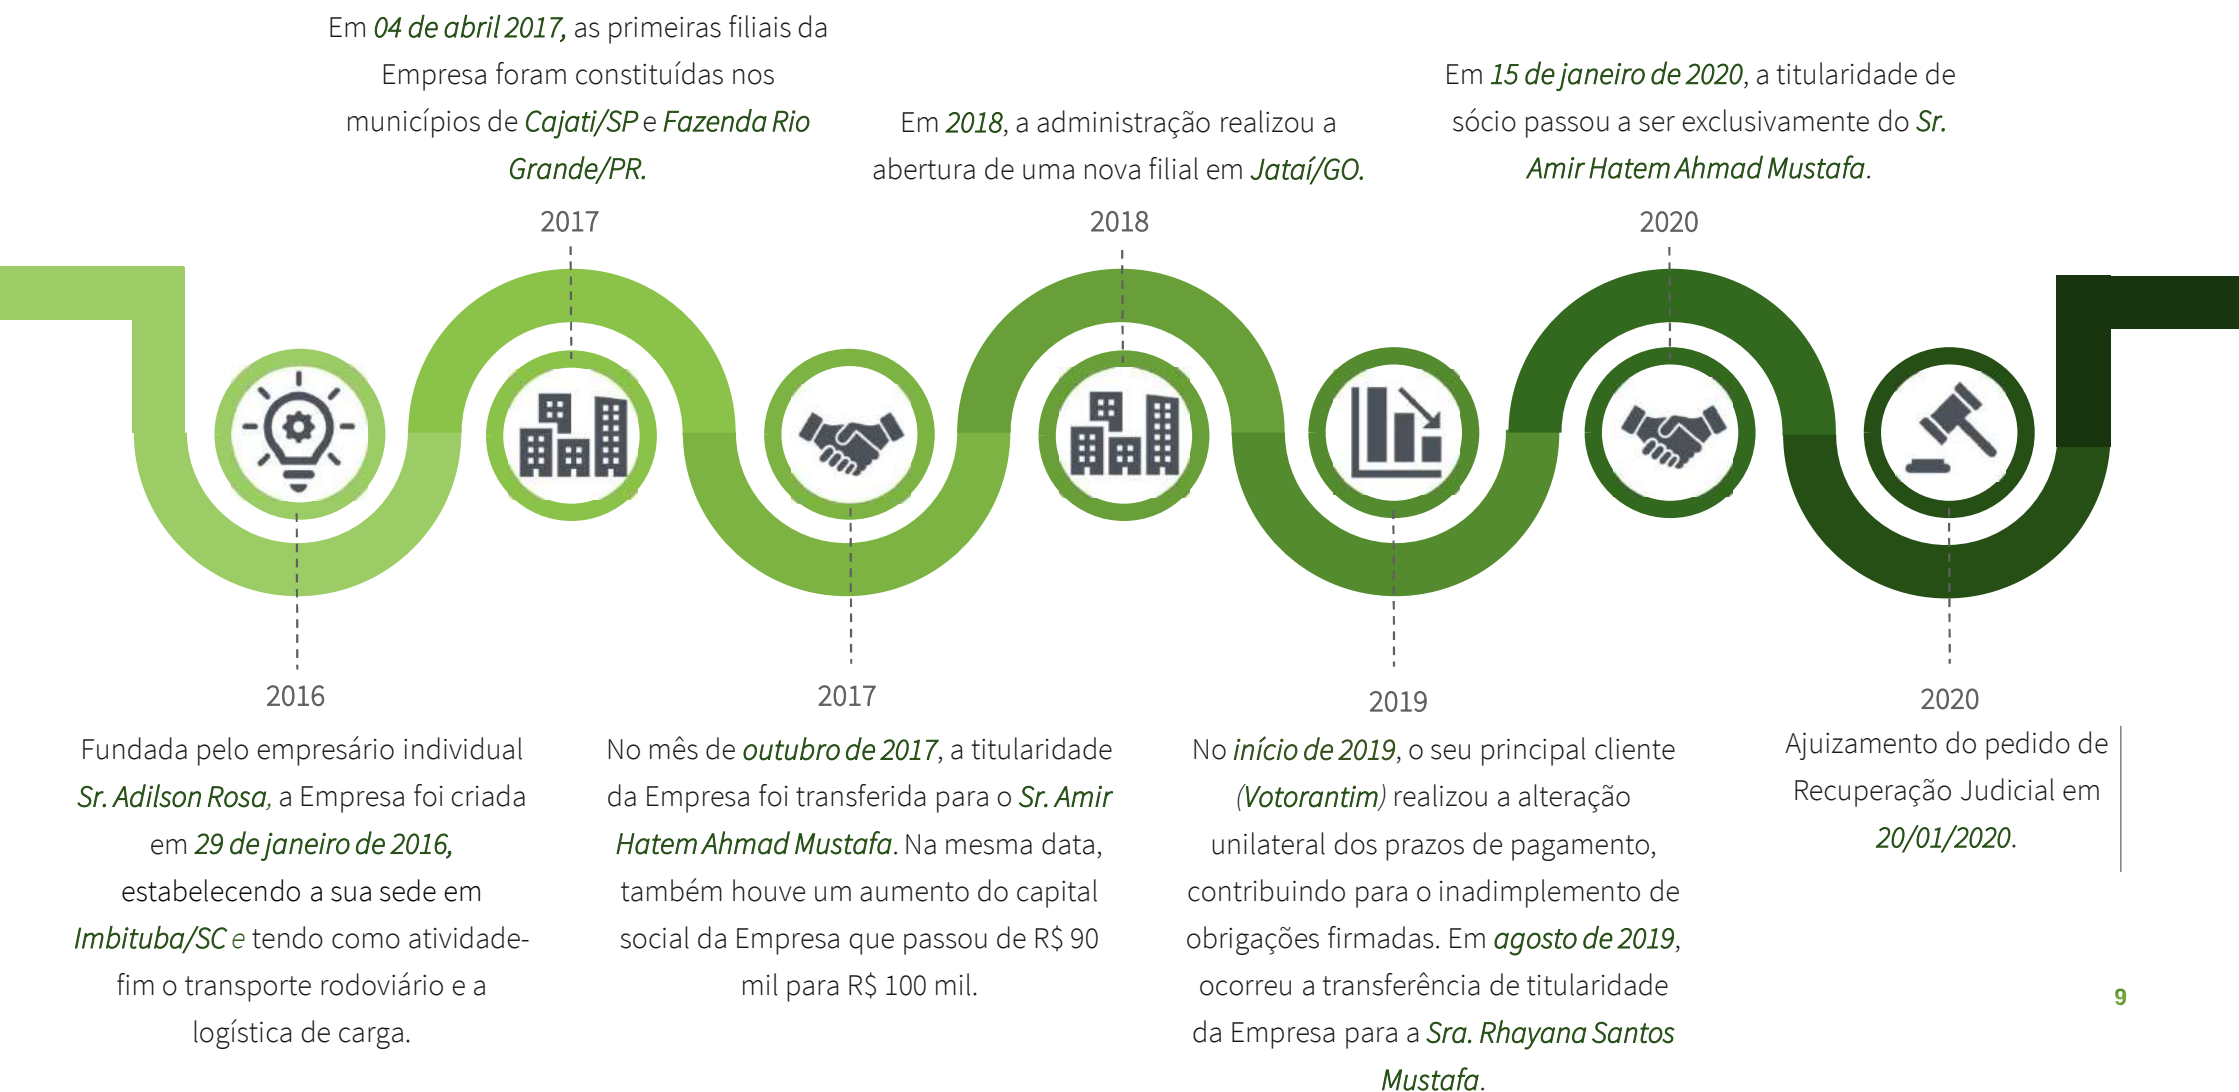 Em 04 de abril 2017, as primeiras filiais da
Empresa foram constituídas nos
municípios de Cajati/SP e Fazenda Rio
Grande/PR.
2017
Em 2018, a administração realizou a
abertura de uma nova filial em Jataí/GO.
2018
Em 15 de janeiro de 2020, a titularidade de
sócio passou a ser exclusivamente do Sr.
Amir Hatem Ahmad Mustafa.
2020
2016
Fundada pelo empresário individual
Sr. Adilson Rosa, a Empresa foi criada
em 29 de janeiro de 2016,
estabelecendo a sua sede em
Imbituba/SC e tendo como atividade-
fim o transporte rodoviário e a
logística de carga.
2017
No mês de outubro de 2017, a titularidade
da Empresa foi transferida para o Sr. Amir
Hatem Ahmad Mustafa. Na mesma data,
também houve um aumento do capital
social da Empresa que passou de R$ 90
mil para R$ 100 mil.
2019
No início de 2019, o seu principal cliente
(Votorantim) realizou a alteração
unilateral dos prazos de pagamento,
contribuindo para o inadimplemento de
obrigações firmadas. Em agosto de 2019,
ocorreu a transferência de titularidade
da Empresa para a Sra. Rhayana Santos
Mustafa.
2020
Ajuizamento do pedido de
Recuperação Judicial em
20/01/2020.
9